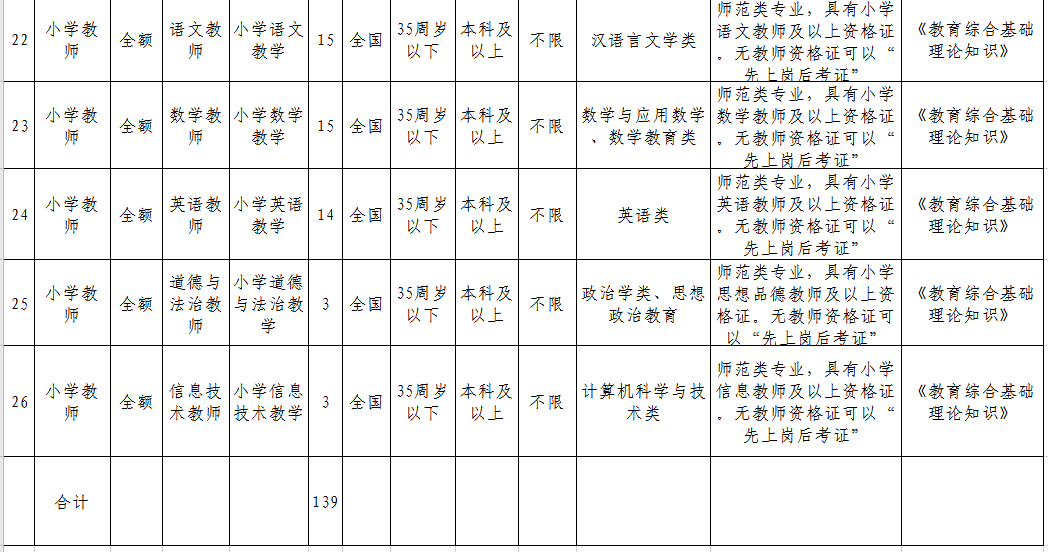 22
小学教
师
全额
语文教
师
小学语文
教学
15
全国
35周岁
以下
本科及
以上
不限
汉语言文学类
师范类专业，具有小学
语文教师及以上资格证
。无教师资格证可以“
先上岗后考证”
《教育综合基础
理论知识》
23
小学教
师
全额
数学教
师
小学数学
教学
15
全国
35周岁
以下
本科及
以上
不限
数学与应用数学
、数学教育类
师范类专业，具有小学
数学教师及以上资格证
。无教师资格证可以“
先上岗后考证”
《教育综合基础
理论知识》
24
小学教
师
全额
英语教
师
小学英语
教学
14
全国
35周岁
以下
本科及
以上
不限
英语类
师范类专业，具有小学
英语教师及以上资格证
。无教师资格证可以“
先上岗后考证”
《教育综合基础
理论知识》
25
小学教
师
全额
道德与
法治教
师
小学道德
与法治教
学
3
全国
35周岁
以下
本科及
以上
不限
政治学类、思想
政治教育
师范类专业，具有小学
思想品德教师及以上资
格证。无教师资格证可
以“先上岗后考证”
《教育综合基础
理论知识》
26
小学教
师
全额
信息技
术教师
小学信息
技术教学
3
全国
35周岁
以下
本科及
以上
不限
计算机科学与技
术类
师范类专业，具有小学
信息教师及以上资格证
。无教师资格证可以“
先上岗后考证”
《教育综合基础
理论知识》
合计
139